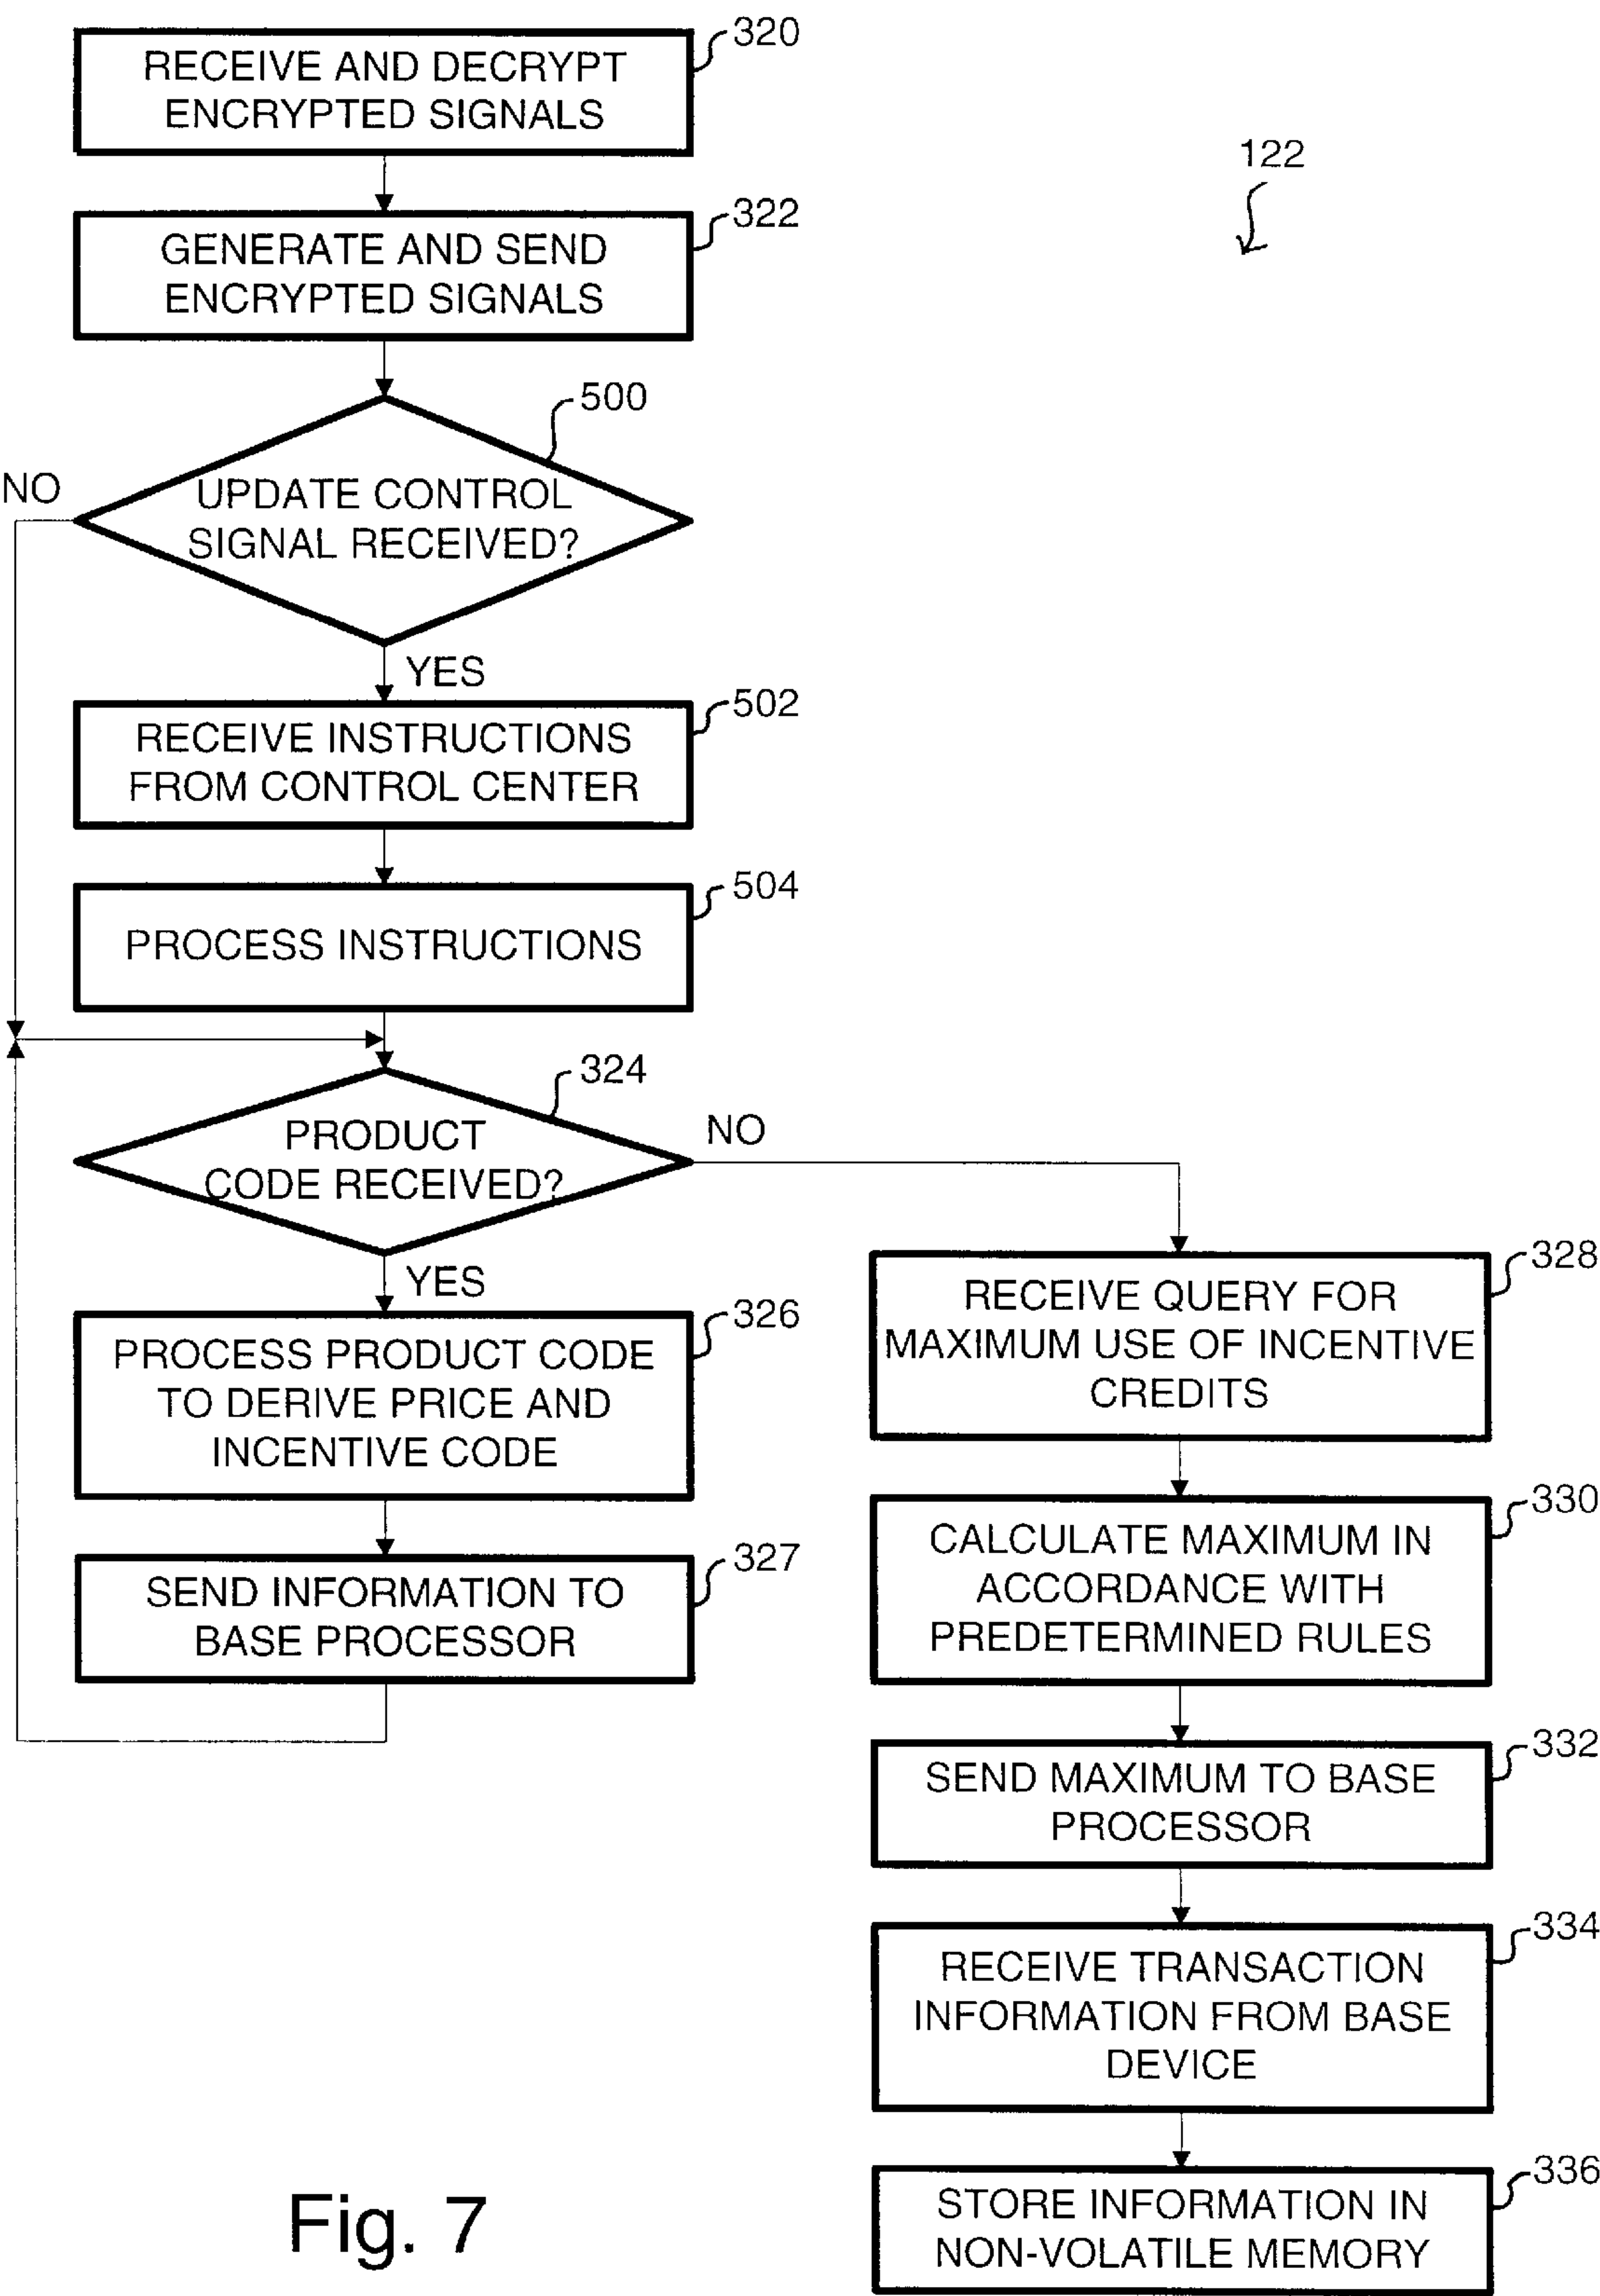 320
RECEIVE AND DECRYPT
ENCRYPTED SIGNALS
122
322
GENERATE AND SEND
ENCRYPTED SIGNALS
500
NO
UPDATE CONTROL
SIGNAL RECEIVED?
YES
502
RECEIVE INSTRUCTIONS
FROM CONTROL CENTER
504
PROCESS INSTRUCTIONS
324
PRODUCT
CODE RECEIVED?
NO
YES
326
PROCESS PRODUCT CODE
TO DERIVE PRICE AND
INCENTIVE CODE
327
SEND INFORMATION TO
BASE PROCESSOR
328
RECEIVE QUERY FOR
MAXIMUM USE OF INCENTIVE
CREDITS
330
CALCULATE MAXIMUM IN
ACCORDANCE WITH
PREDETERMINED RULES
332
SEND MAXIMUM TO BASE
PROCESSOR
334
RECEIVE TRANSACTION
INFORMATION FROM BASE
DEVICE
336
STORE INFORMATION IN
NON-VOLATILE MEMORY
Fig. 7